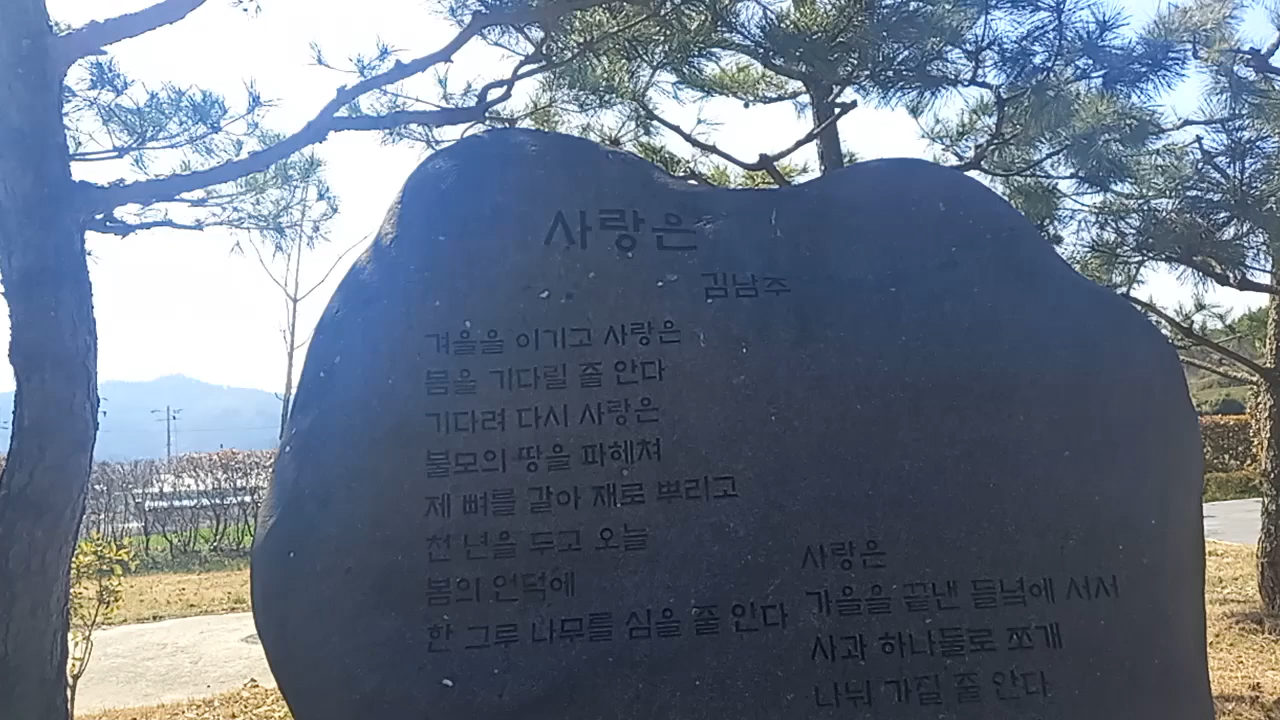 사랑은
김남주
겨울을 이기고 사랑은
봄을 기다릴 줄 안다
기다려 다시 사랑은
불모의 땅을 파헤쳐
제 뼈를 갈아 재로 뿌리고
천 년을 두고 오늘
봄의 언덕에
한 그루 나무를 심을 줄 안다
사랑은
가을을 끝낸 들녘에 서서
사과 하나둘로 쪼개
나눠 가질 줄 안다